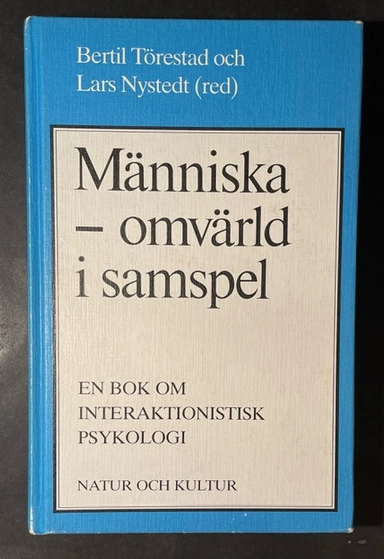 Bertil Törestad och
Lars Nystedt (red)
Människa
– omvärld
i samspel
EN BOK OM
INTERAKTIONISTISK
PSYKOLOGI
NATUR OCH KULTUR